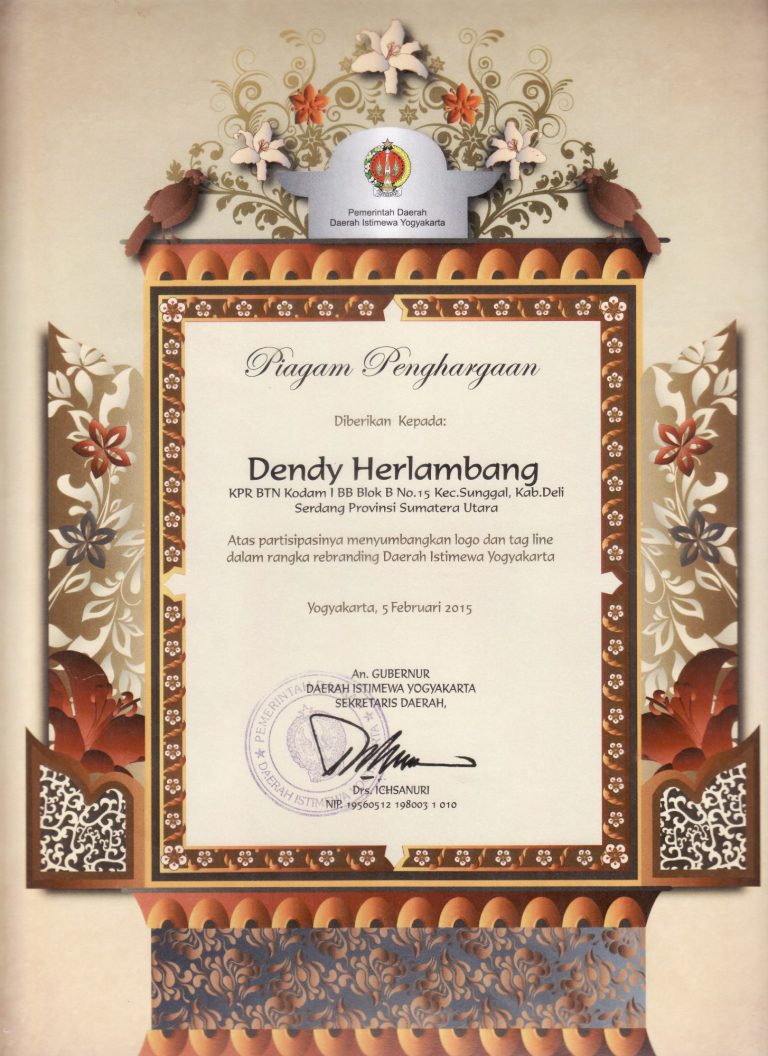 Pemerintah Daerah
Daerah Istimewa Yogyakarta
Piagam Penghargaan
Diberikan Kepada:
Dendy Herlambang
KPR BTN Kodam I BB Blok B No.15 Kec.Sunggal, Kab.Deli
Serdang Provinsi Sumatera Utara
Atas partisipasinya menyumbangkan logo dan tag line
dalam rangka rebranding Daerah Istimewa Yogyakarta
Yogyakarta, 5 Februari 2015
An. GUBERNUR
DAERAH ISTIMEWA YOGYAKARTA
SEKRETARIS DAERAH,
PEMERINTAH
DAERAH ISTIMEWA
Drs. ICHSANURI
NIP. 19560512 198003 1 010